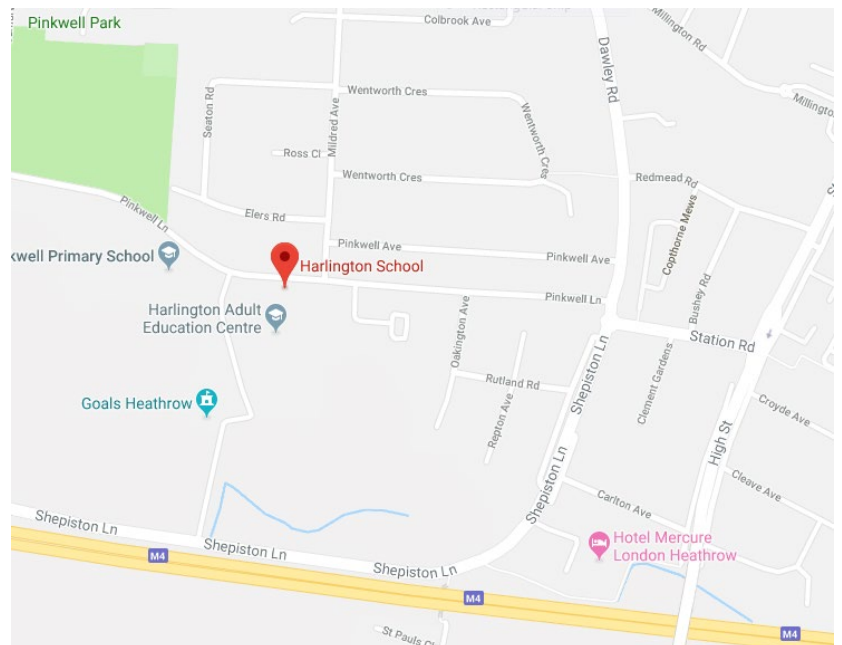 Pinkwell Park
Colbrook Ave
Dawley Rd
Millington Rd
Seaton Rd
Wentworth Cres
Mildred Ave
Wentworth Cres
Ross Cl
Wentworth Cres
Redmead Rd
Copthorne Mews
Pinkwell Ln
Elers Rd
Pinkwell Ave
Pinkwell Ave
kwell Primary School
Harlington School
Pinkwell Ln
Bushey Rd
Harlington Adult
Education Centre
Oakington Ave
Station Rd
Shepiston Ln
Rutland Rd
Clement Gardens
Goals Heathrow
Repton Ave
Croyde Ave
High St
Cleave Ave
Shepiston Ln
Carlton Ave
Shepiston Ln
Shepiston Ln
Hotel Mercure
London Heathrow
M4
Shepiston Ln
M4
M4